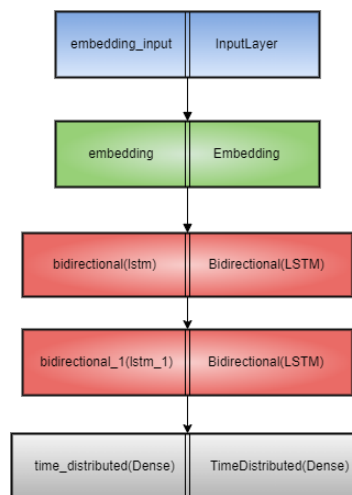 embedding_input InputLayer
embedding Embedding
bidirectional(lstm) Bidirectional(LSTM)
bidirectional_1(lstm_1) Bidirectional(LSTM)
time_distributed(Dense) TimeDistributed(Dense)